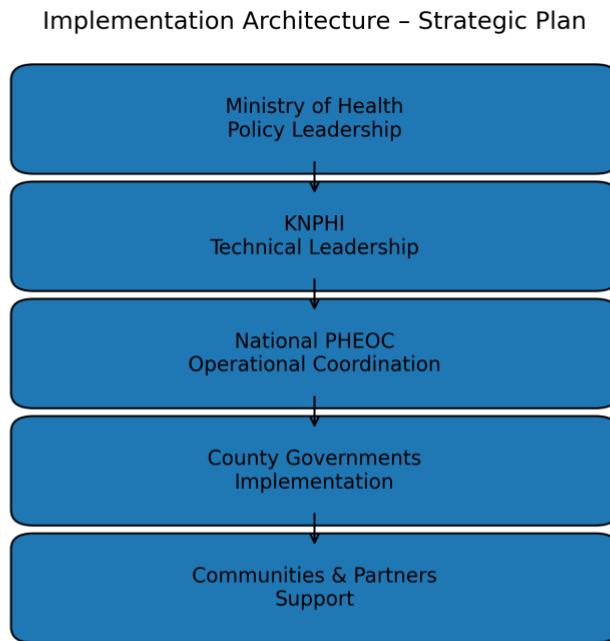 Implementation Architecture – Strategic Plan
Ministry of Health
Policy Leadership
KNPHI
Technical Leadership
National PHEOC
Operational Coordination
County Governments
Implementation
Communities & Partners
Support